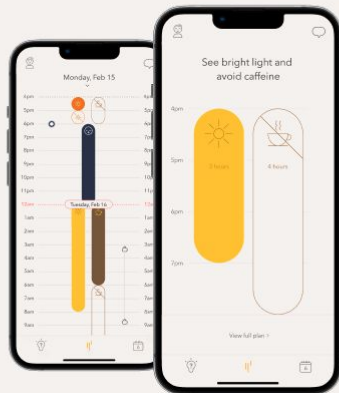 Monday, Feb 15
4pm
5pm
6pm
7pm
8pm
9pm
10pm
11pm
Tuesday, Feb 16
1am
2am
3am
4am
5am
6am
7am
8am
9am
See bright light and
avoid caffeine
4pm
5pm
6pm
7pm
3 hours
4 hours
View full plan >